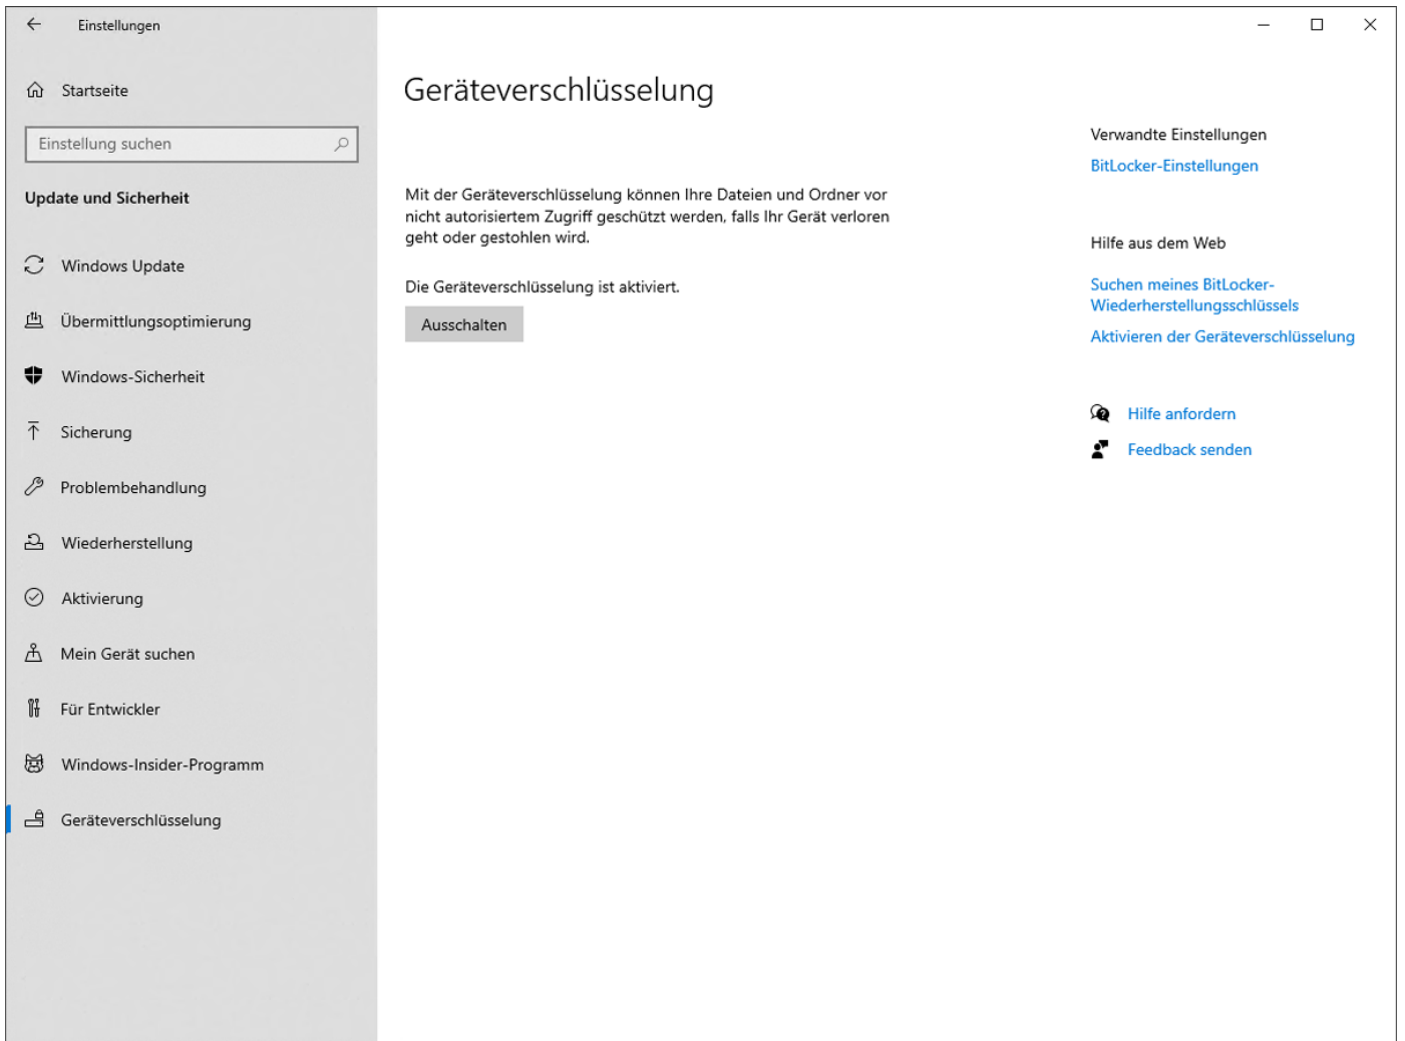 Einstellungen
Startseite
Einstellung suchen
Update und Sicherheit
Windows Update
Übermittlungsoptimierung
Windows-Sicherheit
Sicherung
Problembehandlung
Wiederherstellung
Aktivierung
Mein Gerät suchen
Für Entwickler
Windows-Insider-Programm
Geräteverschlüsselung
Geräteverschlüsselung
Mit der Geräteverschlüsselung können Ihre Dateien und Ordner vor
nicht autorisiertem Zugriff geschützt werden, falls Ihr Gerät verloren
geht oder gestohlen wird.
Die Geräteverschlüsselung ist aktiviert.
Ausschalten
Verwandte Einstellungen
BitLocker-Einstellungen
Hilfe aus dem Web
Suchen meines BitLocker-
Wiederherstellungsschlüssels
Aktivieren der Geräteverschlüsselung
Hilfe anfordern
Feedback senden